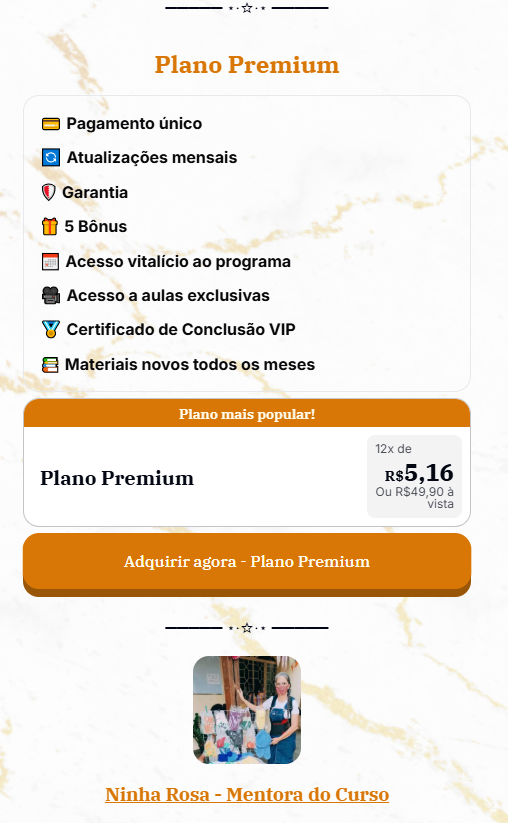 Plano Premium
Pagamento único
Atualizações mensais
Garantia
5 Bônus
Acesso vitalício ao programa
Acesso a aulas exclusivas
Certificado de Conclusão VIP
Materiais novos todos os meses
Plano mais popular!
Plano Premium
12x de
R$5,16
Ou R$49,90 à
vista
Adquirir agora - Plano Premium
Ninha Rosa - Mentora do Curso